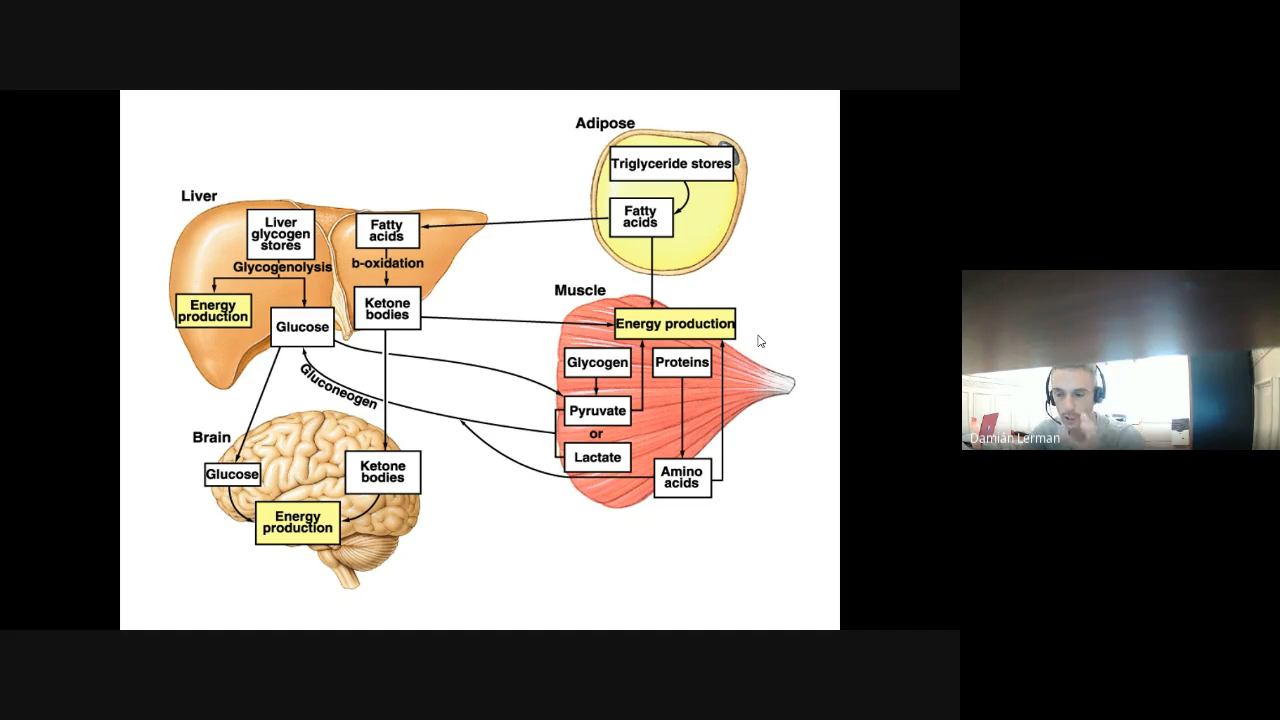 Adipose
Triglyceride stores
Fatty
acids
Liver
Liver
glycogen
stores
Glycogenolysis
Energy
production
Glucose
Fatty
acids
b-oxidation
Ketone
bodies
Muscle
Energy production
Glycogen
Proteins
Pyruvate
or
Lactate
Amino
acids
Gluconeogen
Brain
Glucose
Ketone
bodies
Energy
production
Damián Lerman